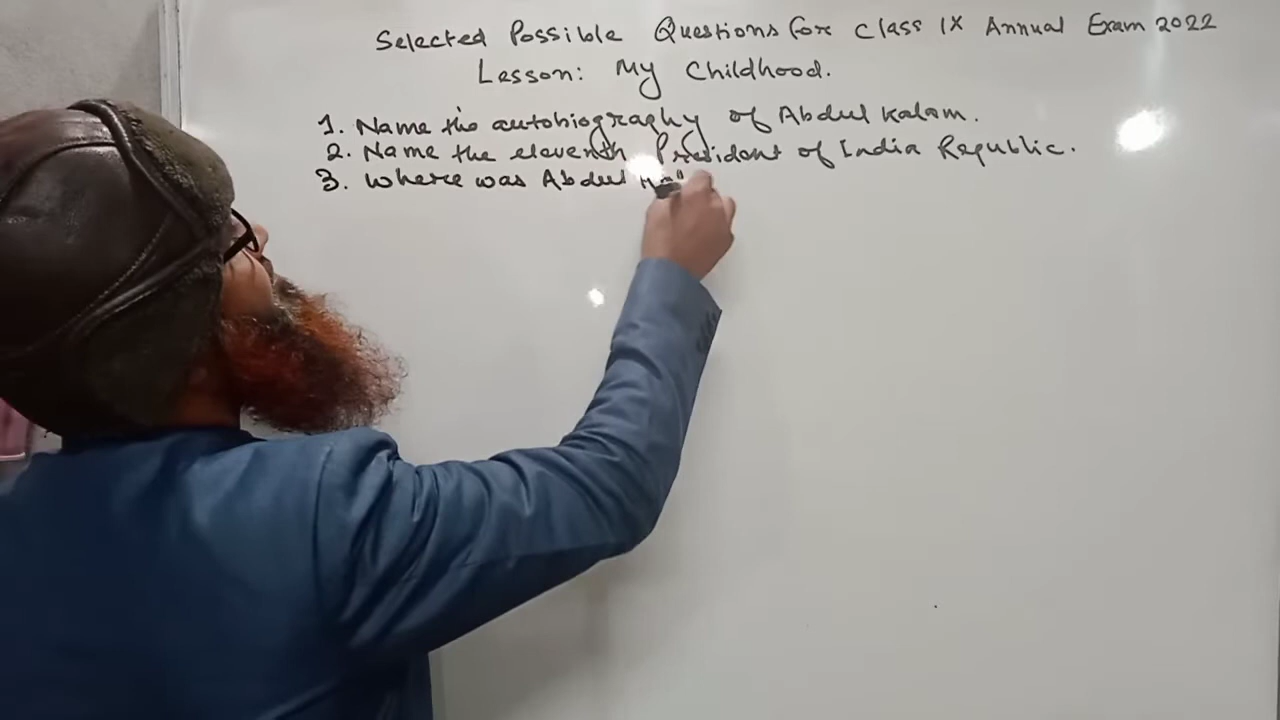 Selected Possible Questions for Class IX Annual Exam 2022
Lesson: My Childhood.
1. Name the autobiography of Abdul Kalam.
2. Name the eleventh President of India Republic.
3. Where was Abdul